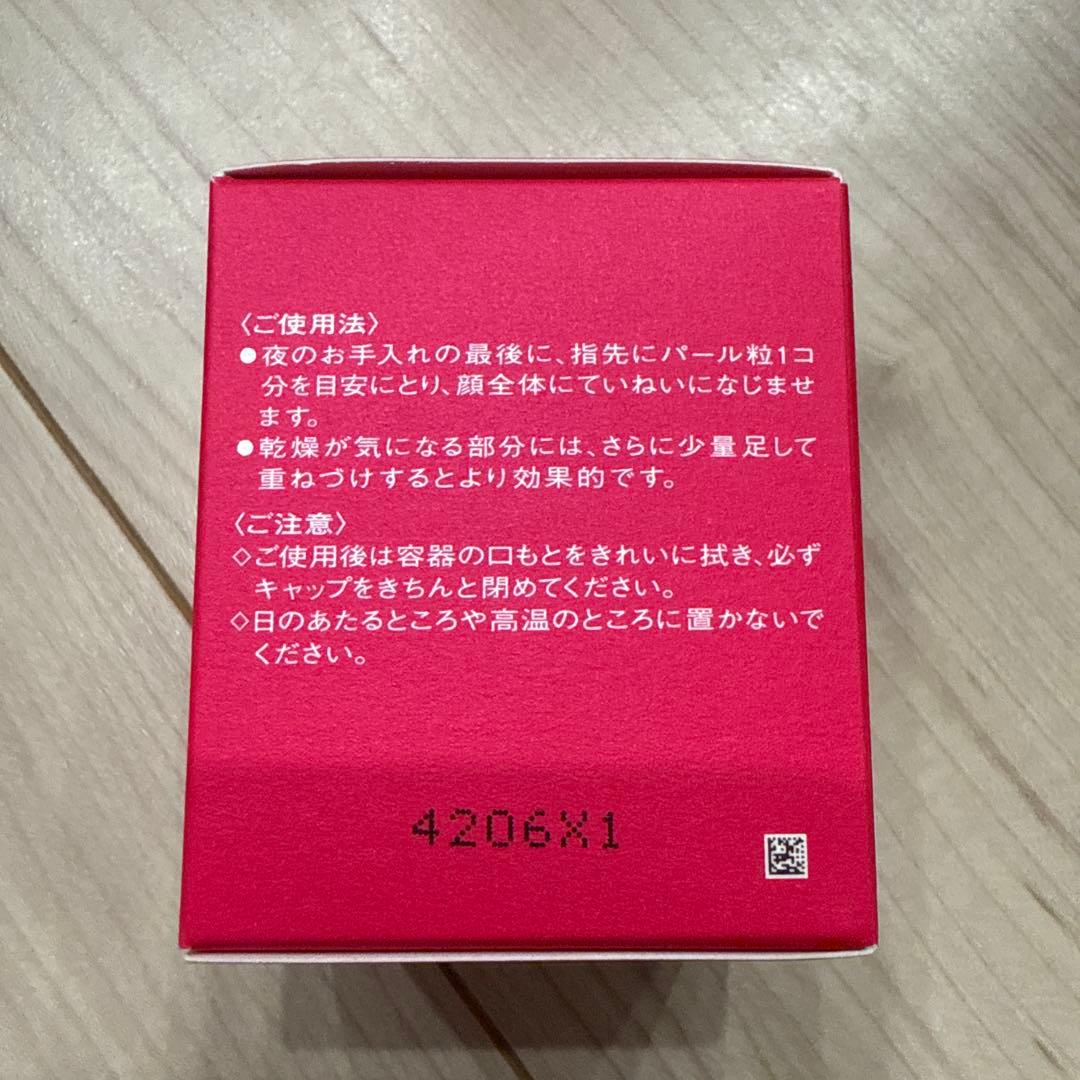 〈ご使用法〉
●夜のお手入れの最後に、指先にパール粒1コ
分を目安にとり、顔全体にていねいになじませ
ます。
●乾燥が気になる部分には、さらに少量足して
重ねづけするとより効果的です。
〈ご注意〉
◇ご使用後は容器の口もとをきれいに拭き、必ず
キャップをきちんと閉めてください。
◇日のあたるところや高温のところに置かないで
ください。
4206X1